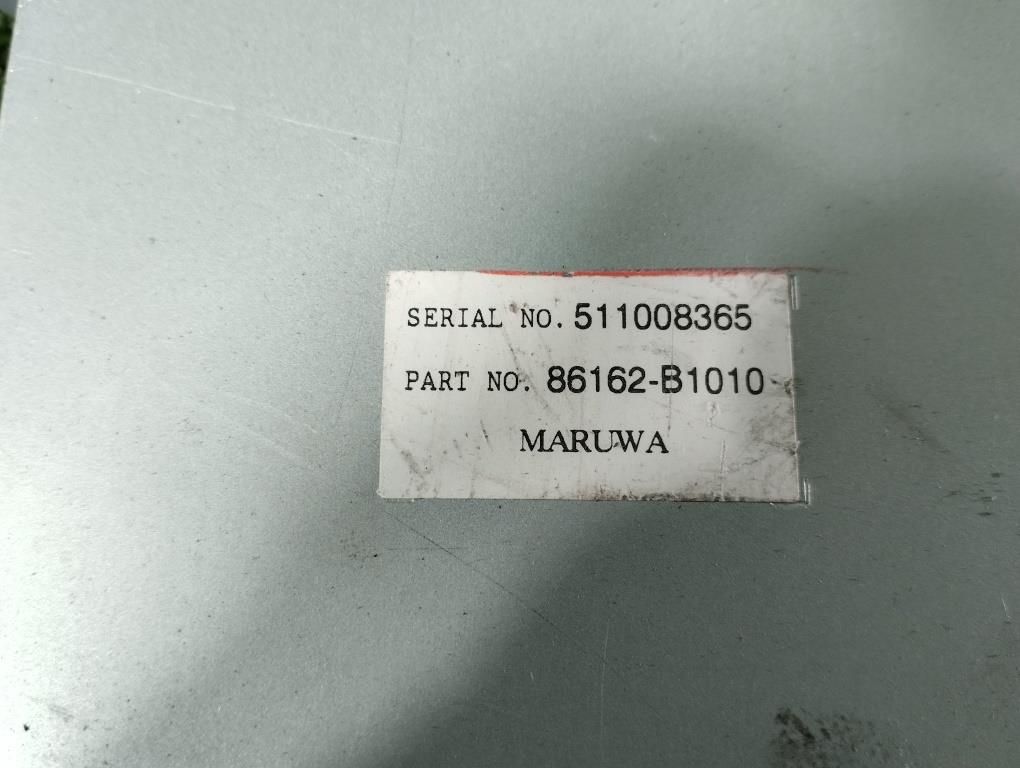 SERIAL NO. 511008365
PART NO. 86162-B1010
MARUWA